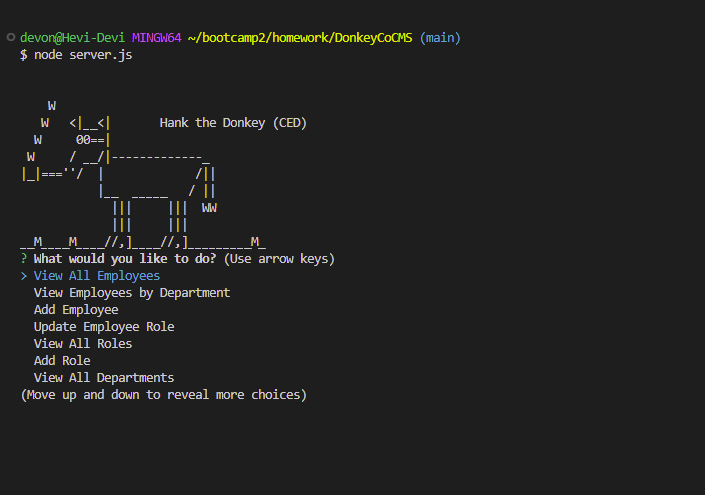 devon@Hevi-Devi MINGW64 ~/bootcamp2/homework/DonkeyCoCMS (main)
$ node server.js
    W
   W   <|__<|       Hank the Donkey (CED)
  W     00==|
 W     / __/|-------------_
|_|===''/  |             /||
           |__  _____   / ||
             |||     |||  WW
             |||     |||
__M____M____//,]____//,]_________M_
? What would you like to do? (Use arrow keys)
> View All Employees
  View Employees by Department
  Add Employee
  Update Employee Role
  View All Roles
  Add Role
  View All Departments
(Move up and down to reveal more choices)